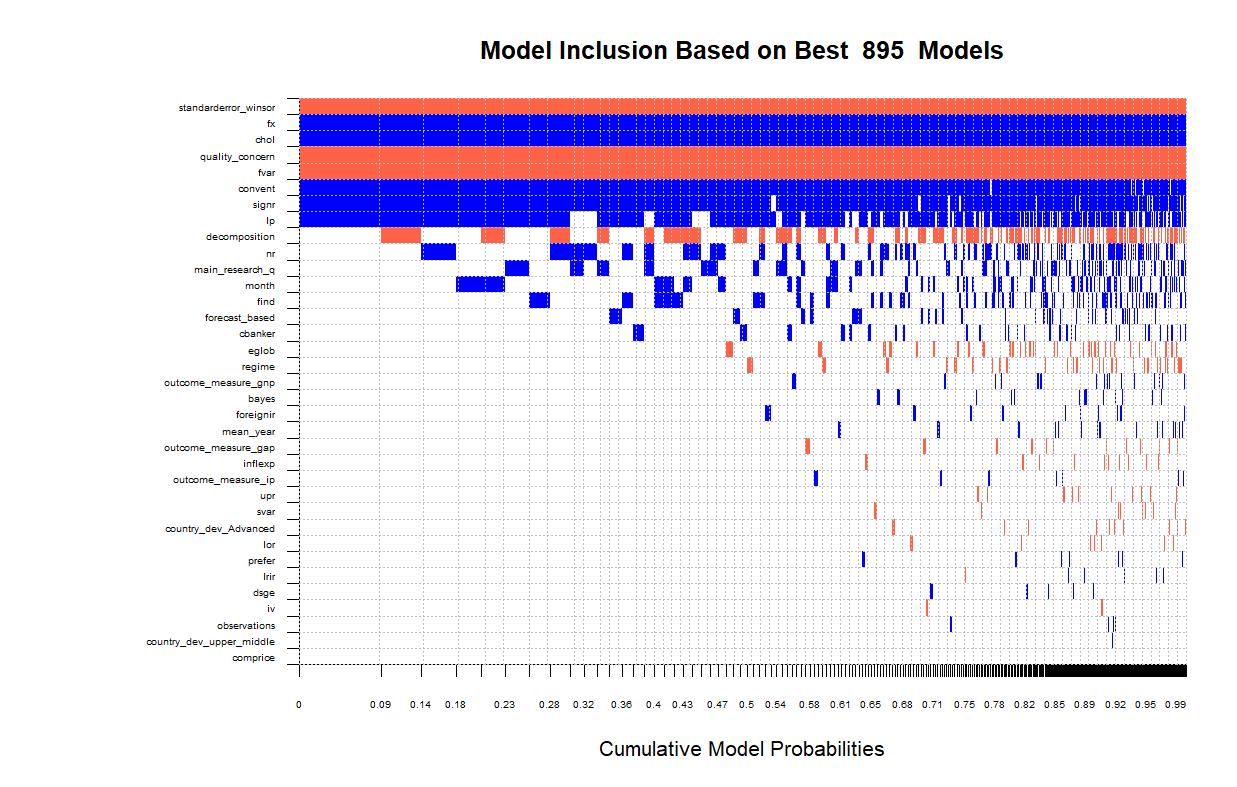 Model Inclusion Based on Best 895 Models
standarderror_winsor
fx
chol
quality_concern
fvar
convent
signr
lp
decomposition
nr
main_research_q
month
find
forecast_based
cbanker
eglob
regime
outcome_measure_gnp
bayes
foreignir
mean_year
outcome_measure_gap
inflexp
outcome_measure_ip
upr
svar
country_dev_Advanced
lor
prefer
lrir
dsge
iv
observations
country_dev_upper_middle
comprice
0 0.09 0.14 0.18 0.23 0.28 0.32 0.36 0.4 0.43 0.47 0.5 0.54 0.58 0.61 0.65 0.68 0.71 0.75 0.78 0.82 0.85 0.89 0.92 0.95 0.99
Cumulative Model Probabilities